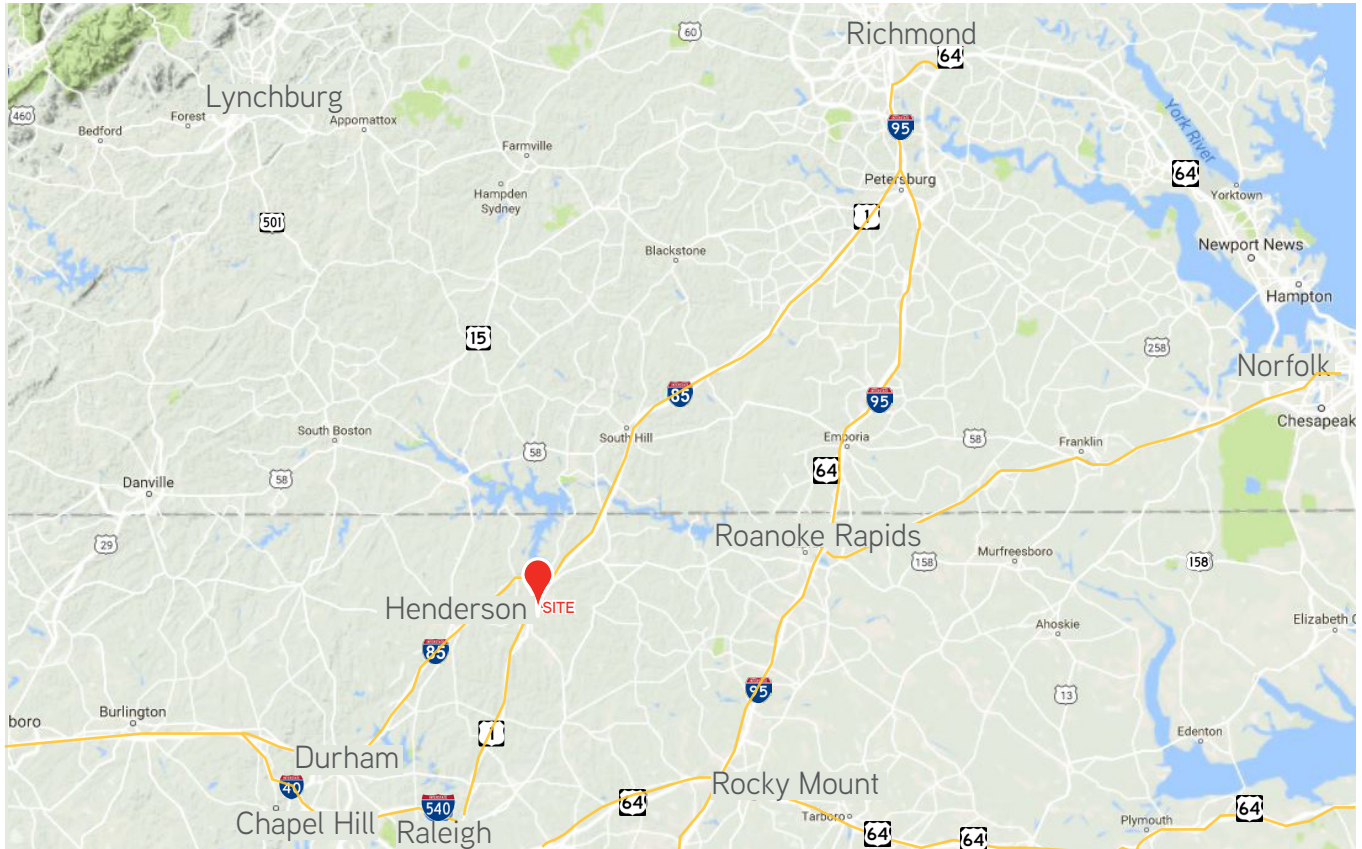 Richmond
60
64
Lynchburg
460
Forest
Appomattox
Bedford
95
York River
Farmville
64
Petersburg
Hampden
Sydney
Yorktown
501
1
Newport News
Blackstone
Hampton
15
258
Norfolk
85
95
Chesapeak
South Boston
South Hill
Emporia
58
Franklin
58
64
58
Danville
29
Roanoke Rapids
Murfreesboro
158
158
Henderson
SITE
Ahoskie
Elizabeth C
85
95
13
boro
Burlington
1
Edenton
Durham
40
Rocky Mount
540
64
64
Chapel Hill
Raleigh
Tarboro
Plymouth
64
64